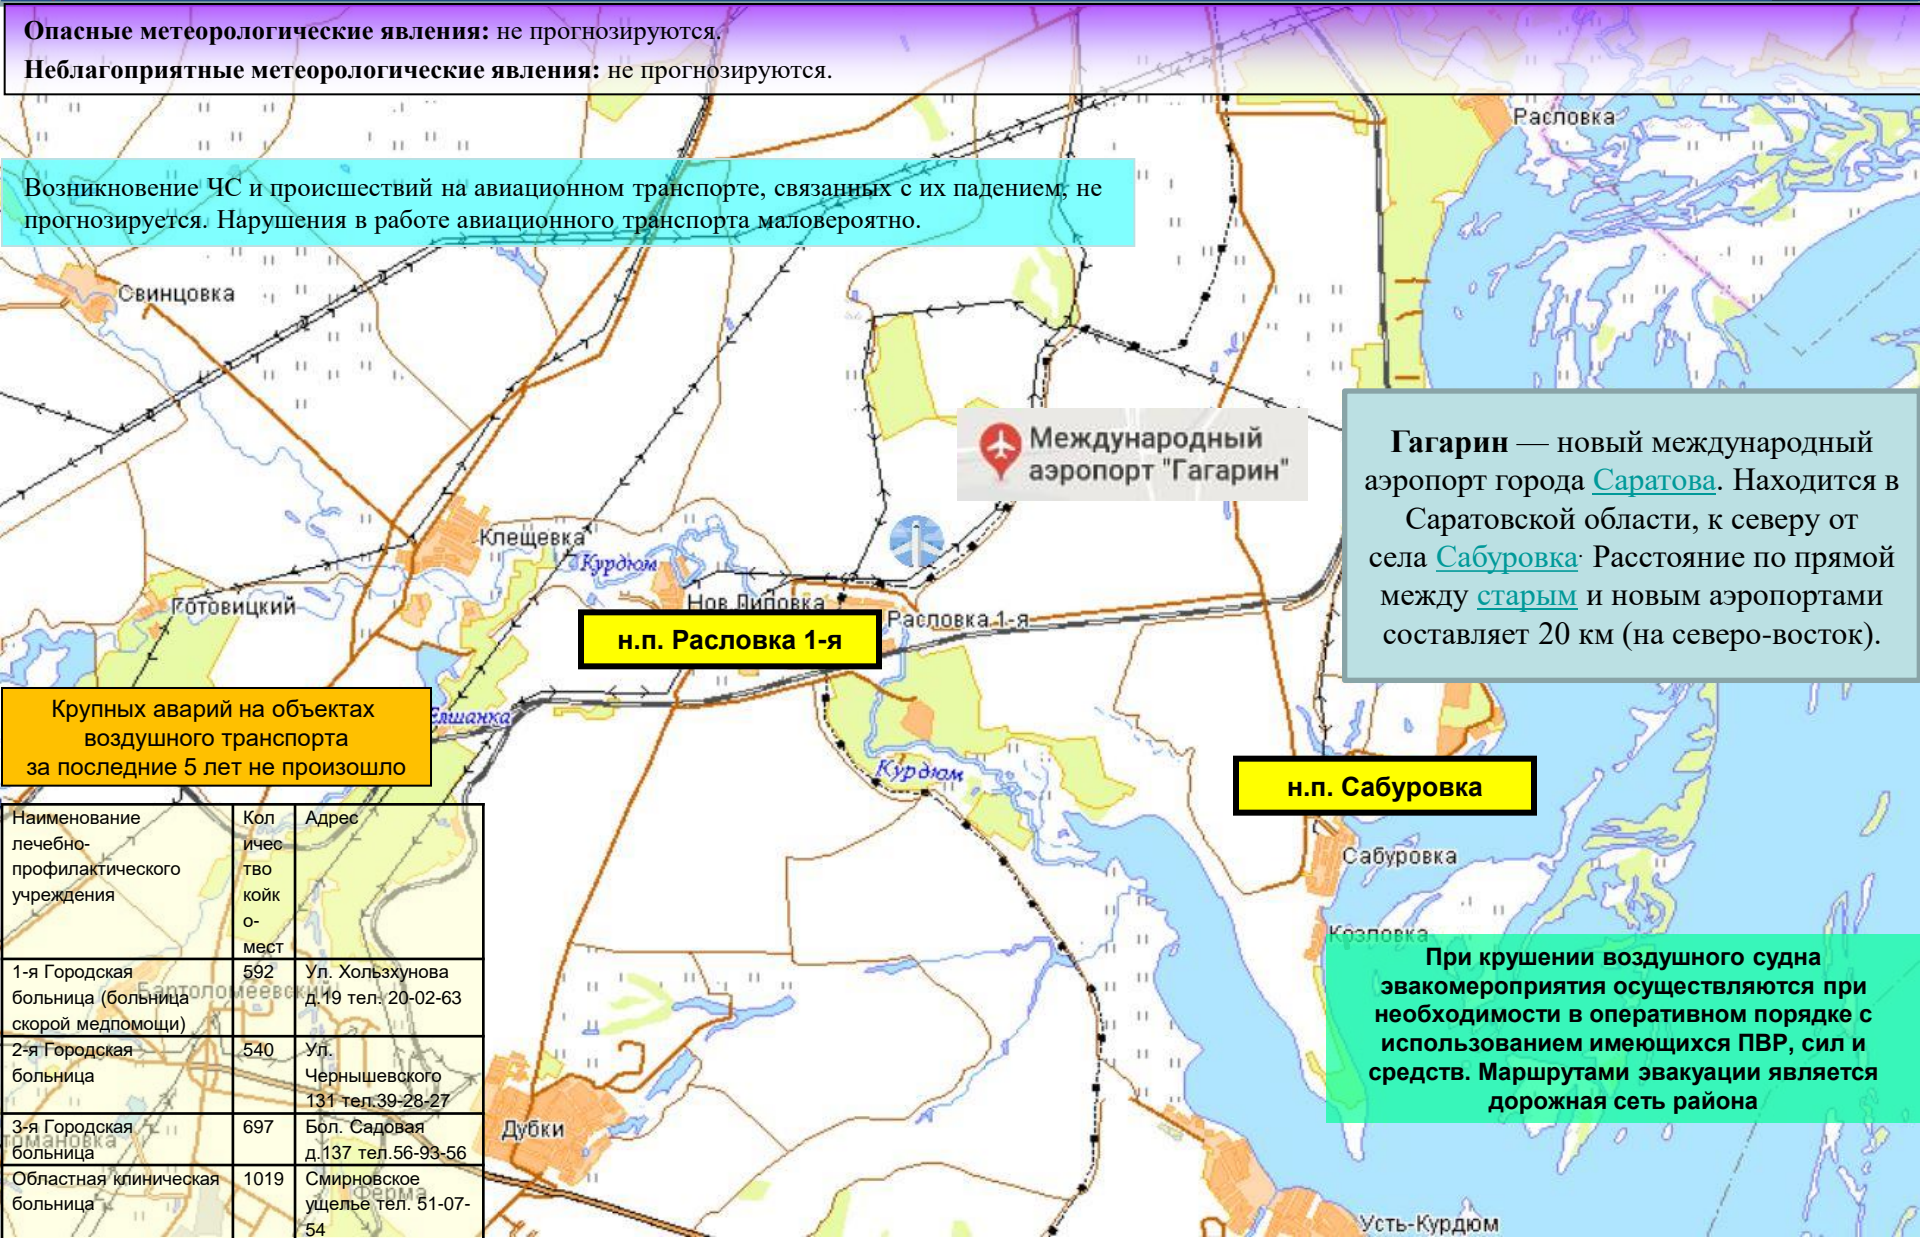 Опасные метеорологические явления: не прогнозируются.
Неблагоприятные метеорологические явления: не прогнозируются.
Расловка
Возникновение ЧС и происшествий на авиационном транспорте, связанных с их падением, не
прогнозируется. Нарушения в работе авиационного транспорта маловероятно.
Свинцовка
Международный
аэропорт "Гагарин"
Гагарин — новый международный
аэропорт города Саратова. Находится в
Саратовской области, к северу от
села Сабуровка. Расстояние по прямой
между старым и новым аэропортами
составляет 20 км (на северо-восток).
Клещевка
Курдюм
Готовицкий
Нов.Липовка
Расловка 1-я
н.п. Расловка 1-я
Елшанка
Крупных аварий на объектах
воздушного транспорта
за последние 5 лет не произошло
Курдюм
н.п. Сабуровка
Сабуровка
Козловка
При крушении воздушного судна
эвакомероприятия осуществляются при
необходимости в оперативном порядке с
использованием имеющихся ПВР, сил и
средств. Маршрутами эвакуации является
дорожная сеть района
Наименование
лечебно-
профилактического
учреждения
Кол
ичес
тво
койк
о-
мест
Адрес
1-я Городская
больница (больница
скорой медпомощи)
592
Ул. Хользхунова
д.19 тел. 20-02-63
Бартоломеевский
2-я Городская
больница
540
Ул.
Чернышевского
131 тел.39-28-27
3-я Городская
больница
697
Бол. Садовая
д.137 тел.56-93-56
Областная клиническая
больница
1019
Смирновское
ущелье тел. 51-07-
54
Ферма
Дубки
Усть-Курдюм